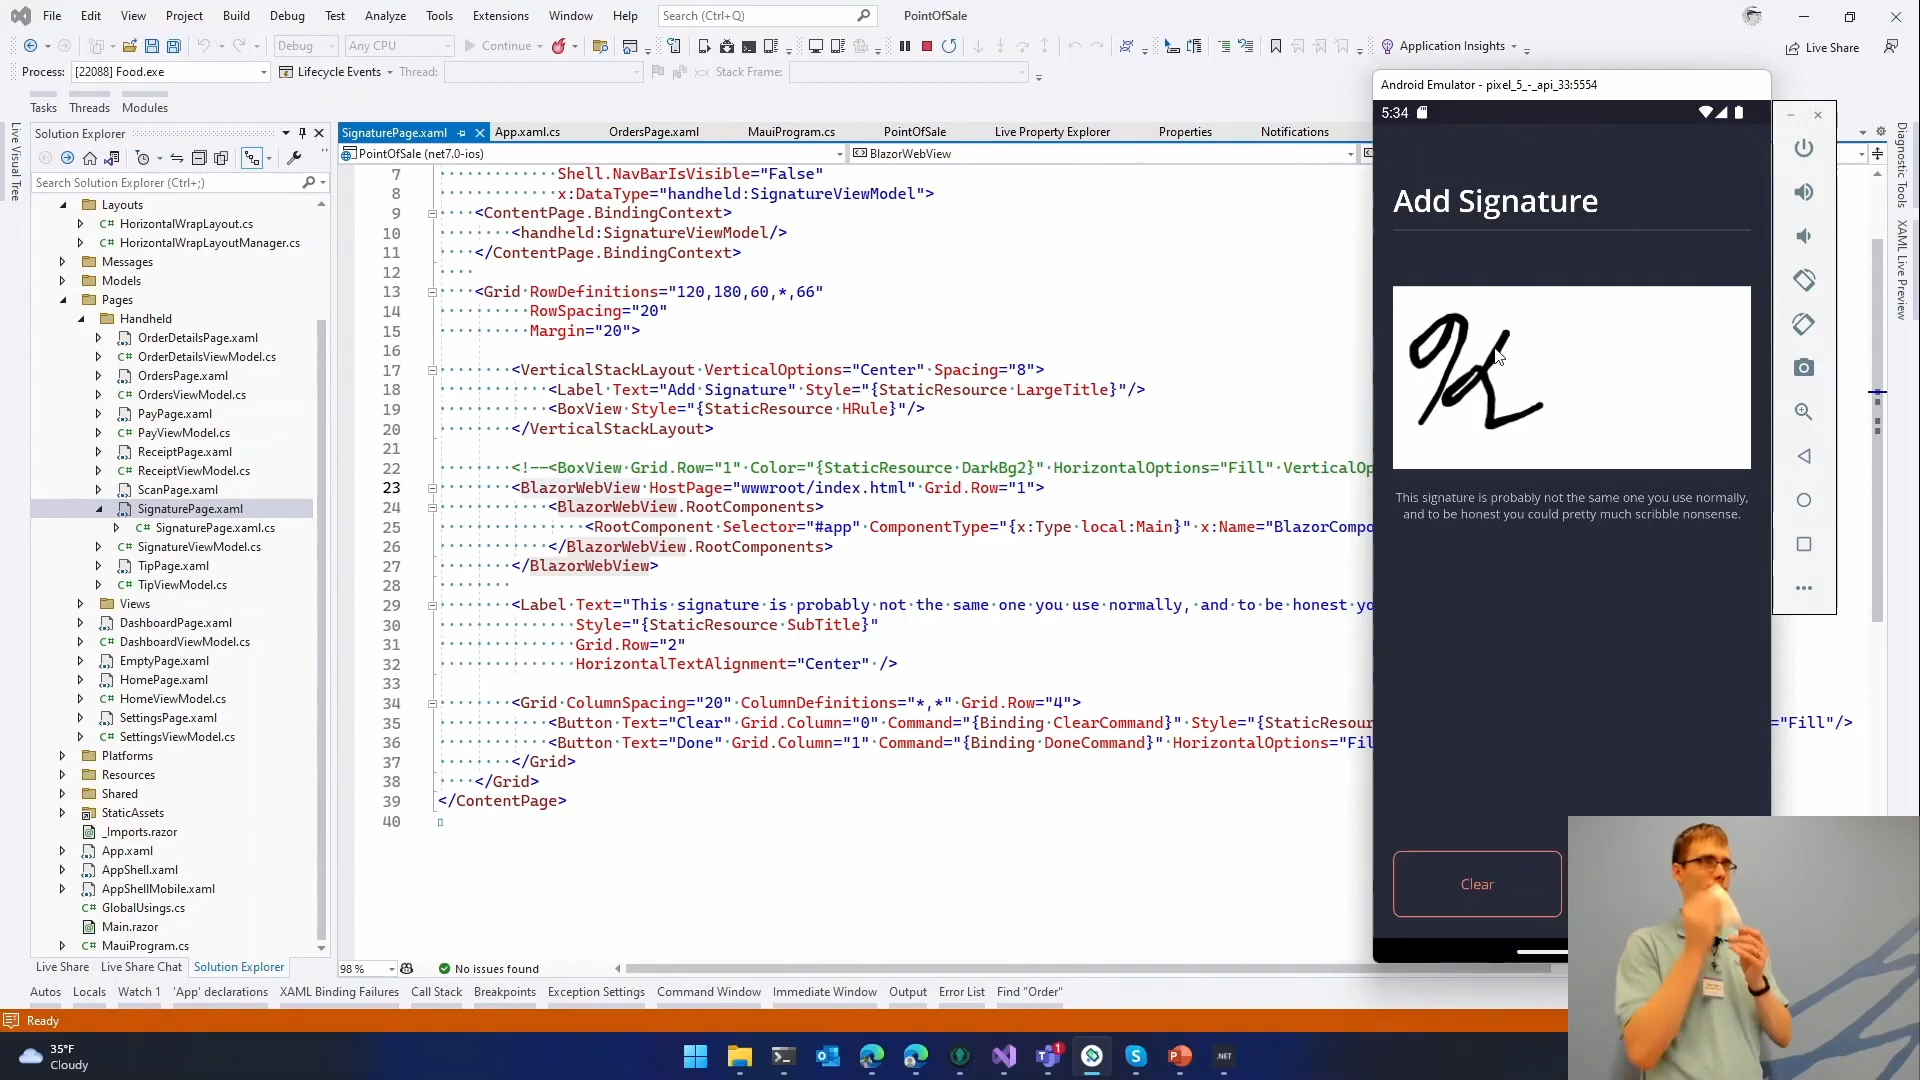 File Edit View Project Build Debug Test Analyze Tools Extensions Window Help Search (Ctrl+Q) PointOfSale
Debug Any CPU Continue Application Insights Live Share
Process: [22088] Food.exe Lifecycle Events Thread: Stack Frame:
Tasks Threads Modules
Live Visual Tree
Solution Explorer
Search Solution Explorer (Ctrl+;)
Layouts
C# HorizontalWrapLayout.cs
C# HorizontalWrapLayoutManager.cs
Messages
Models
Pages
Handheld
OrderDetailsPage.xaml
C# OrderDetailsViewModel.cs
OrdersPage.xaml
C# OrdersViewModel.cs
PayPage.xaml
C# PayViewModel.cs
ReceiptPage.xaml
C# ReceiptViewModel.cs
ScanPage.xaml
SignaturePage.xaml
C# SignaturePage.xaml.cs
C# SignatureViewModel.cs
TipPage.xaml
C# TipViewModel.cs
Views
DashboardPage.xaml
C# DashboardViewModel.cs
EmptyPage.xaml
HomePage.xaml
C# HomeViewModel.cs
SettingsPage.xaml
C# SettingsViewModel.cs
Platforms
Resources
Shared
StaticAssets
_Imports.razor
App.xaml
AppShell.xaml
AppShellMobile.xaml
C# GlobalUsings.cs
Main.razor
C# MauiProgram.cs
Live Share Live Share Chat Solution Explorer
SignaturePage.xaml App.xaml.cs OrdersPage.xaml MauiProgram.cs PointOfSale Live Property Explorer Properties Notifications
PointOfSale (net7.0-ios) BlazorWebView
7 Shell.NavBarIsVisible="False"
8 x:DataType="handheld:SignatureViewModel">
9 <ContentPage.BindingContext>
10 <handheld:SignatureViewModel/>
11 </ContentPage.BindingContext>
12
13 <Grid RowDefinitions="120,180,60,*,66"
14 RowSpacing="20"
15 Margin="20">
16
17 <VerticalStackLayout VerticalOptions="Center" Spacing="8">
18 <Label Text="Add Signature" Style="{StaticResource LargeTitle}"/>
19 <BoxView Style="{StaticResource HRule}"/>
20 </VerticalStackLayout>
21
22 <!--<BoxView Grid.Row="1" Color="{StaticResource DarkBg2}" HorizontalOptions="Fill" VerticalOp
23 <BlazorWebView HostPage="wwwroot/index.html" Grid.Row="1">
24 <BlazorWebView.RootComponents>
25 <RootComponent Selector="#app" ComponentType="{x:Type local:Main}" x:Name="BlazorCompo
26 </BlazorWebView.RootComponents>
27 </BlazorWebView>
28
29 <Label Text="This signature is probably not the same one you use normally, and to be honest yo
30 Style="{StaticResource SubTitle}"
31 Grid.Row="2"
32 HorizontalTextAlignment="Center" />
33
34 <Grid ColumnSpacing="20" ColumnDefinitions="*,*" Grid.Row="4">
35 <Button Text="Clear" Grid.Column="0" Command="{Binding ClearCommand}" Style="{StaticResour ="Fill"/>
36 <Button Text="Done" Grid.Column="1" Command="{Binding DoneCommand}" HorizontalOptions="Fil
37 </Grid>
38 </Grid>
39 </ContentPage>
40
98 % No issues found
Android Emulator - pixel_5_-_api_33:5554
5:34
Add Signature
This signature is probably not the same one you use normally,
and to be honest you could pretty much scribble nonsense.
Clear
Diagnostic Tools
XAML Live Preview
Autos Locals Watch 1 'App' declarations XAML Binding Failures Call Stack Breakpoints Exception Settings Command Window Immediate Window Output Error List Find "Order"
Ready
35°F
Cloudy
1
.NET